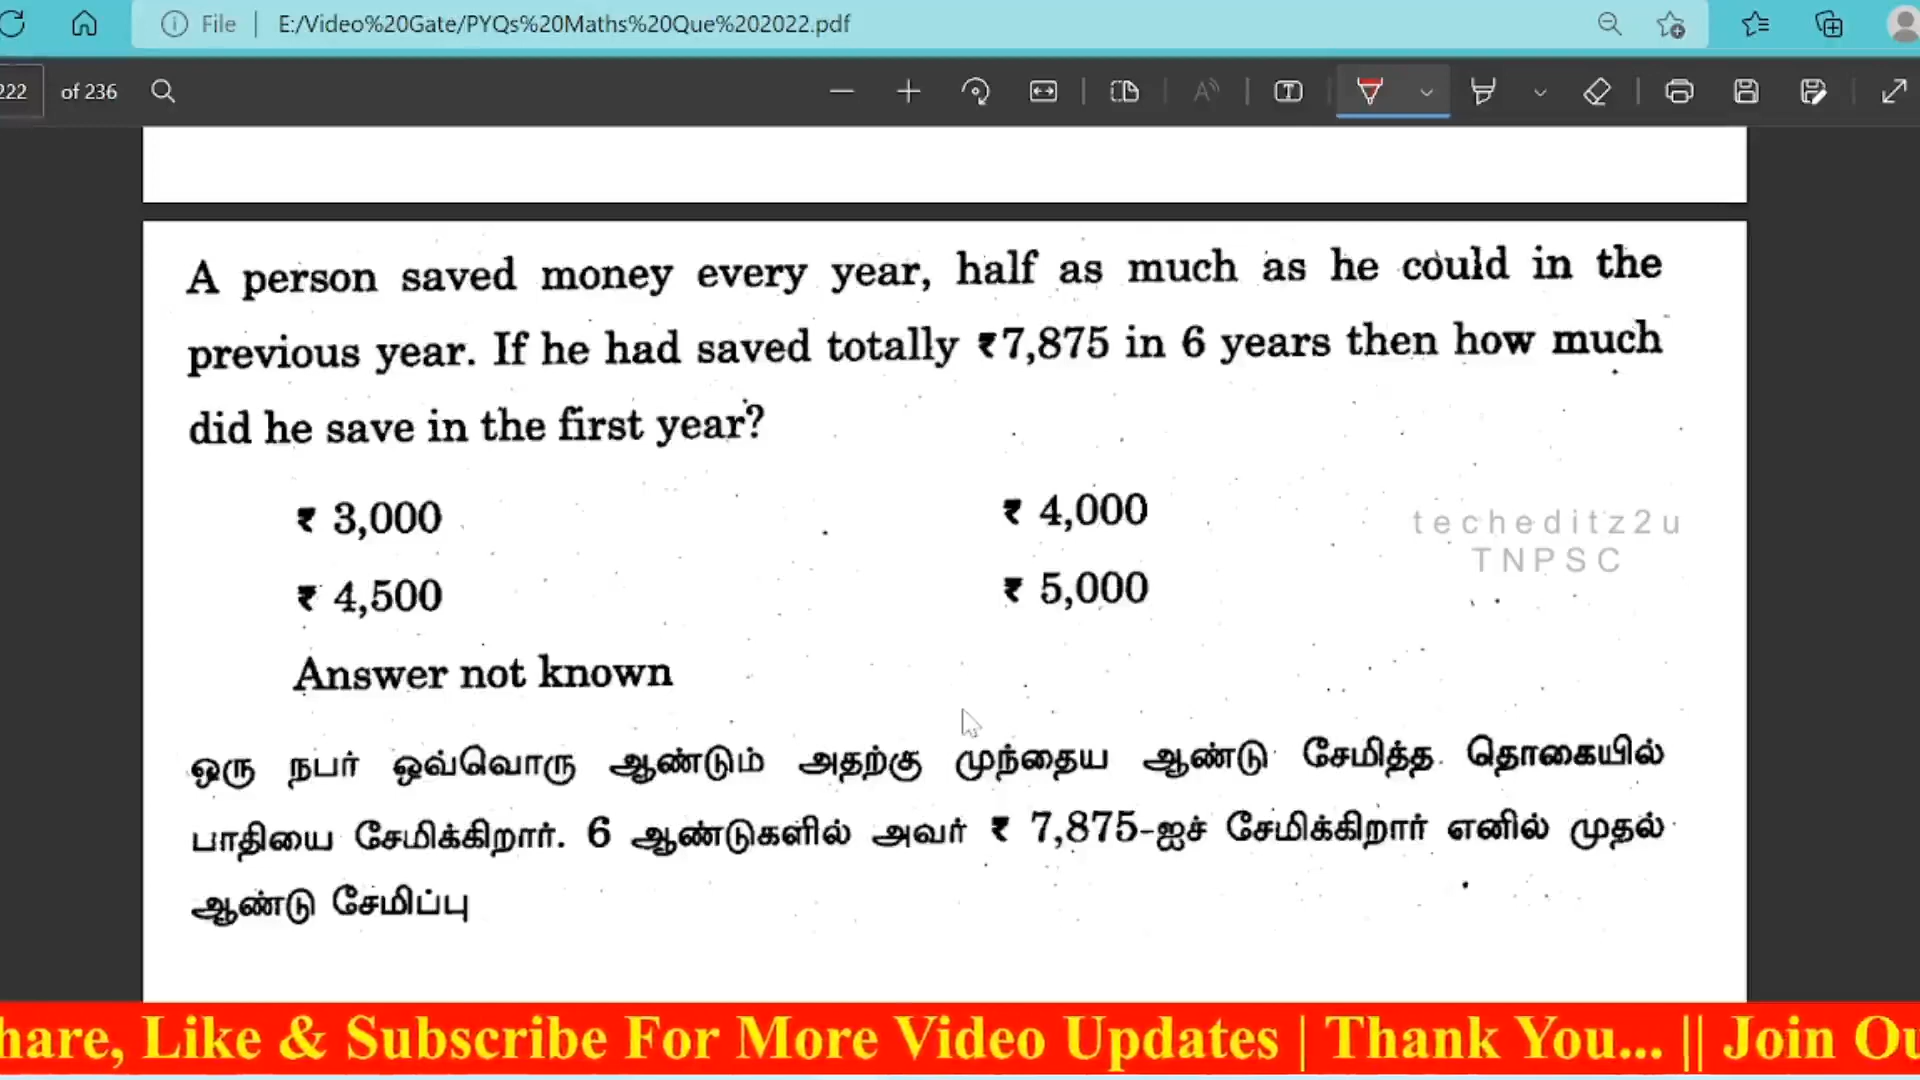 File | E:/Video%20Gate/PYQs%20Maths%20Que%202022.pdf
222 of 236
A person saved money every year, half as much as he could in the
previous year. If he had saved totally ₹7,875 in 6 years then how much
did he save in the first year?
₹ 3,000 ₹ 4,000
₹ 4,500 ₹ 5,000
techeditz2u
TNPSC
Answer not known
ஒரு நபர் ஒவ்வொரு ஆண்டும் அதற்கு முந்தைய ஆண்டு சேமித்த தொகையில்
பாதியை சேமிக்கிறார். 6 ஆண்டுகளில் அவர் ₹ 7,875-ஐச் சேமிக்கிறார் எனில் முதல்
ஆண்டு சேமிப்பு
hare, Like & Subscribe For More Video Updates | Thank You... || Join Ou